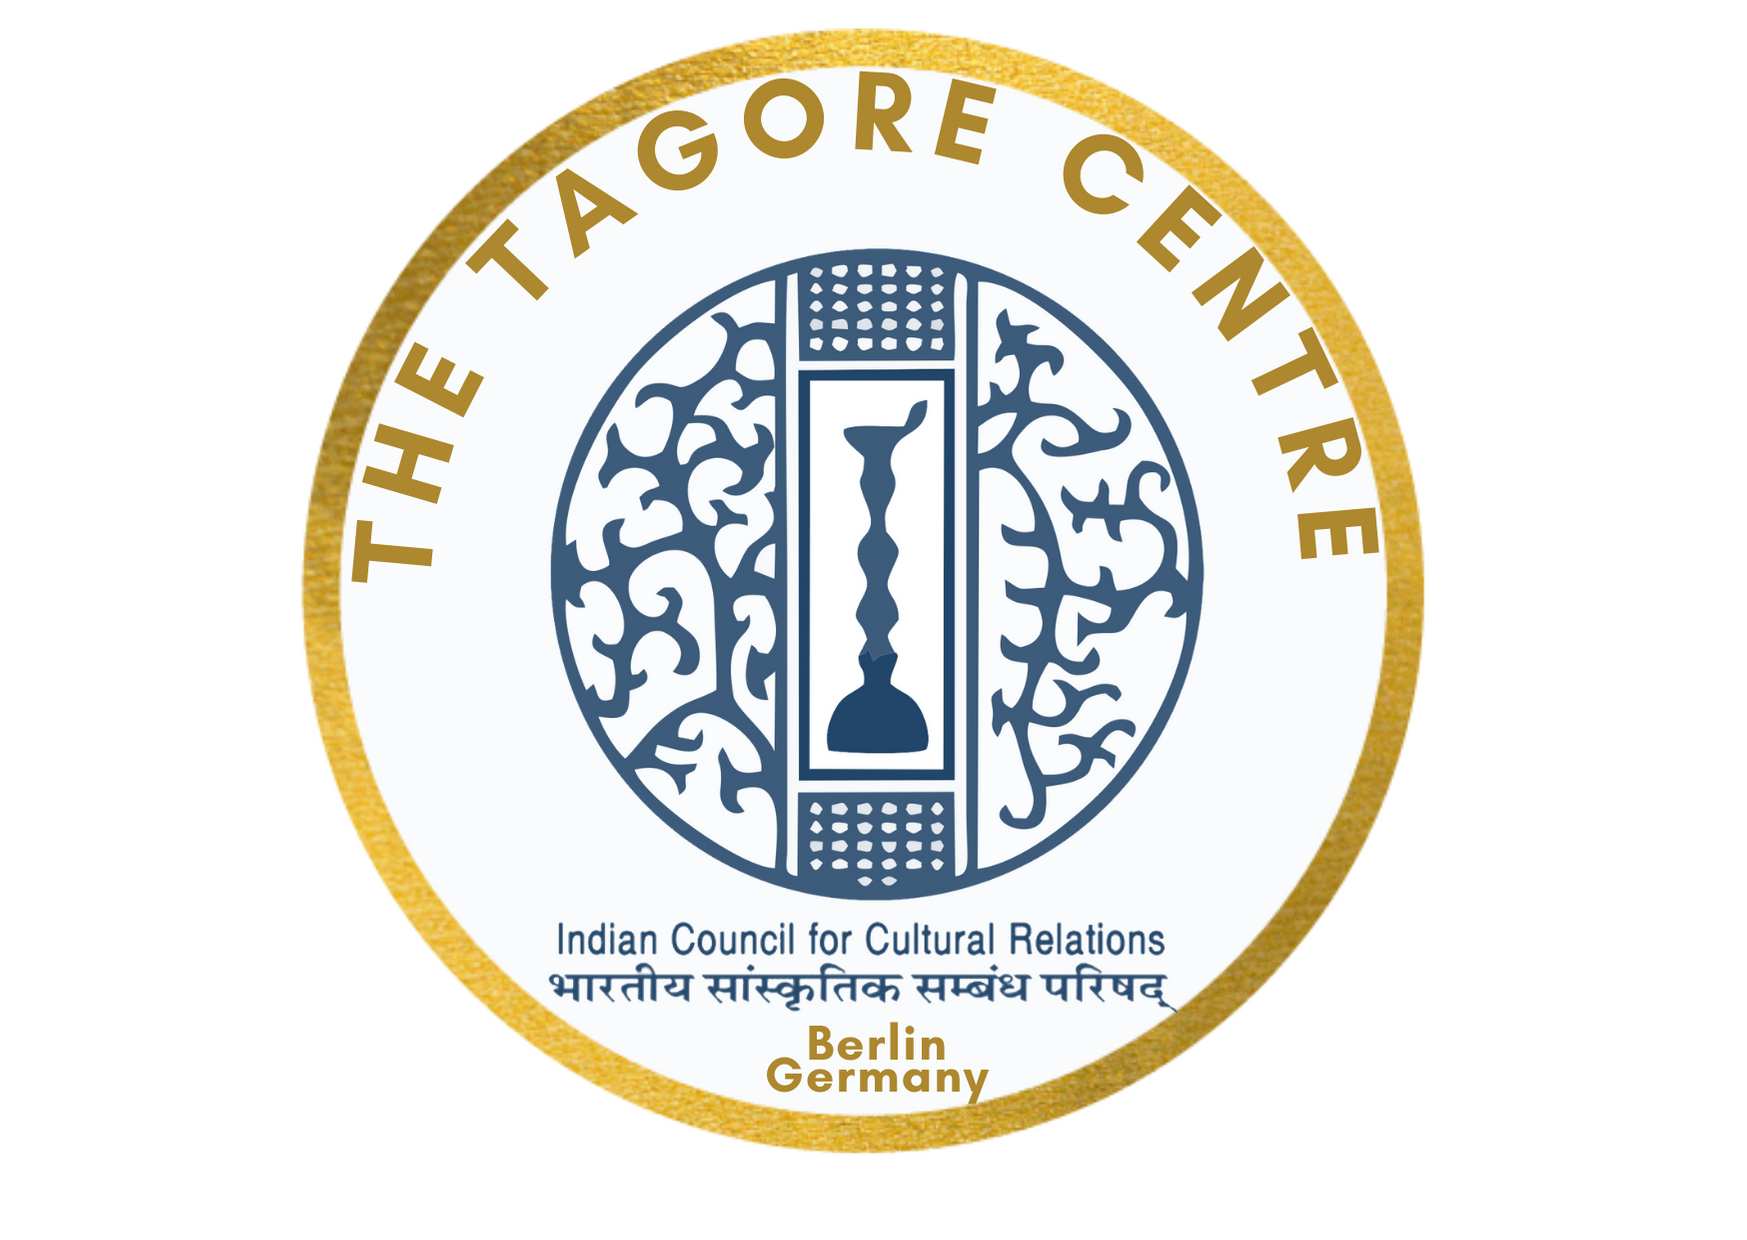 THE TAGORE CENTRE
Indian Council for Cultural Relations
भारतीय सांस्कृतिक सम्बंध परिषद्
Berlin
Germany